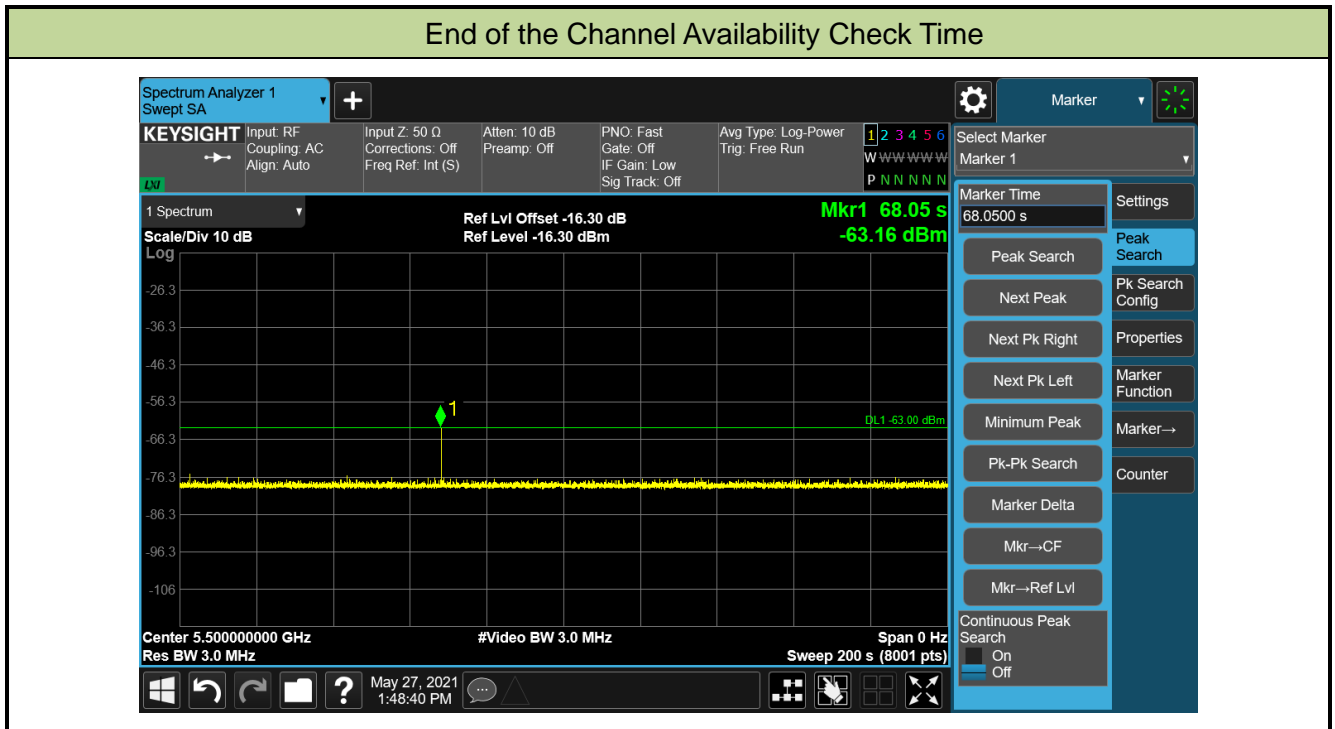 End of the Channel Availability Check Time
Spectrum Analyzer 1
Swept SA
+
Marker
KEYSIGHT
LXI
Input: RF
Coupling: AC
Align: Auto
Input Z: 50 Ω
Corrections: Off
Freq Ref: Int (S)
Atten: 10 dB
Preamp: Off
PNO: Fast
Gate: Off
IF Gain: Low
Sig Track: Off
Avg Type: Log-Power
Trig: Free Run
1 2 3 4 5 6
W W W W W W
P N N N N N
Select Marker
Marker 1
1 Spectrum
Scale/Div 10 dB
Log
Ref Lvl Offset -16.30 dB
Ref Level -16.30 dBm
Mkr1 68.05 s
-63.16 dBm
-26.3
-36.3
-46.3
-56.3
-66.3
-76.3
-86.3
-96.3
-106
1
DL1 -63.00 dBm
Center 5.500000000 GHz
Res BW 3.0 MHz
#Video BW 3.0 MHz
Span 0 Hz
Sweep 200 s (8001 pts)
Marker Time
68.0500 s
Peak Search
Next Peak
Next Pk Right
Next Pk Left
Minimum Peak
Pk-Pk Search
Marker Delta
Mkr→CF
Mkr→Ref Lvl
Continuous Peak
Search
On
Off
Settings
Peak
Search
Pk Search
Config
Properties
Marker
Function
Marker→
Counter
?
May 27, 2021
1:48:40 PM